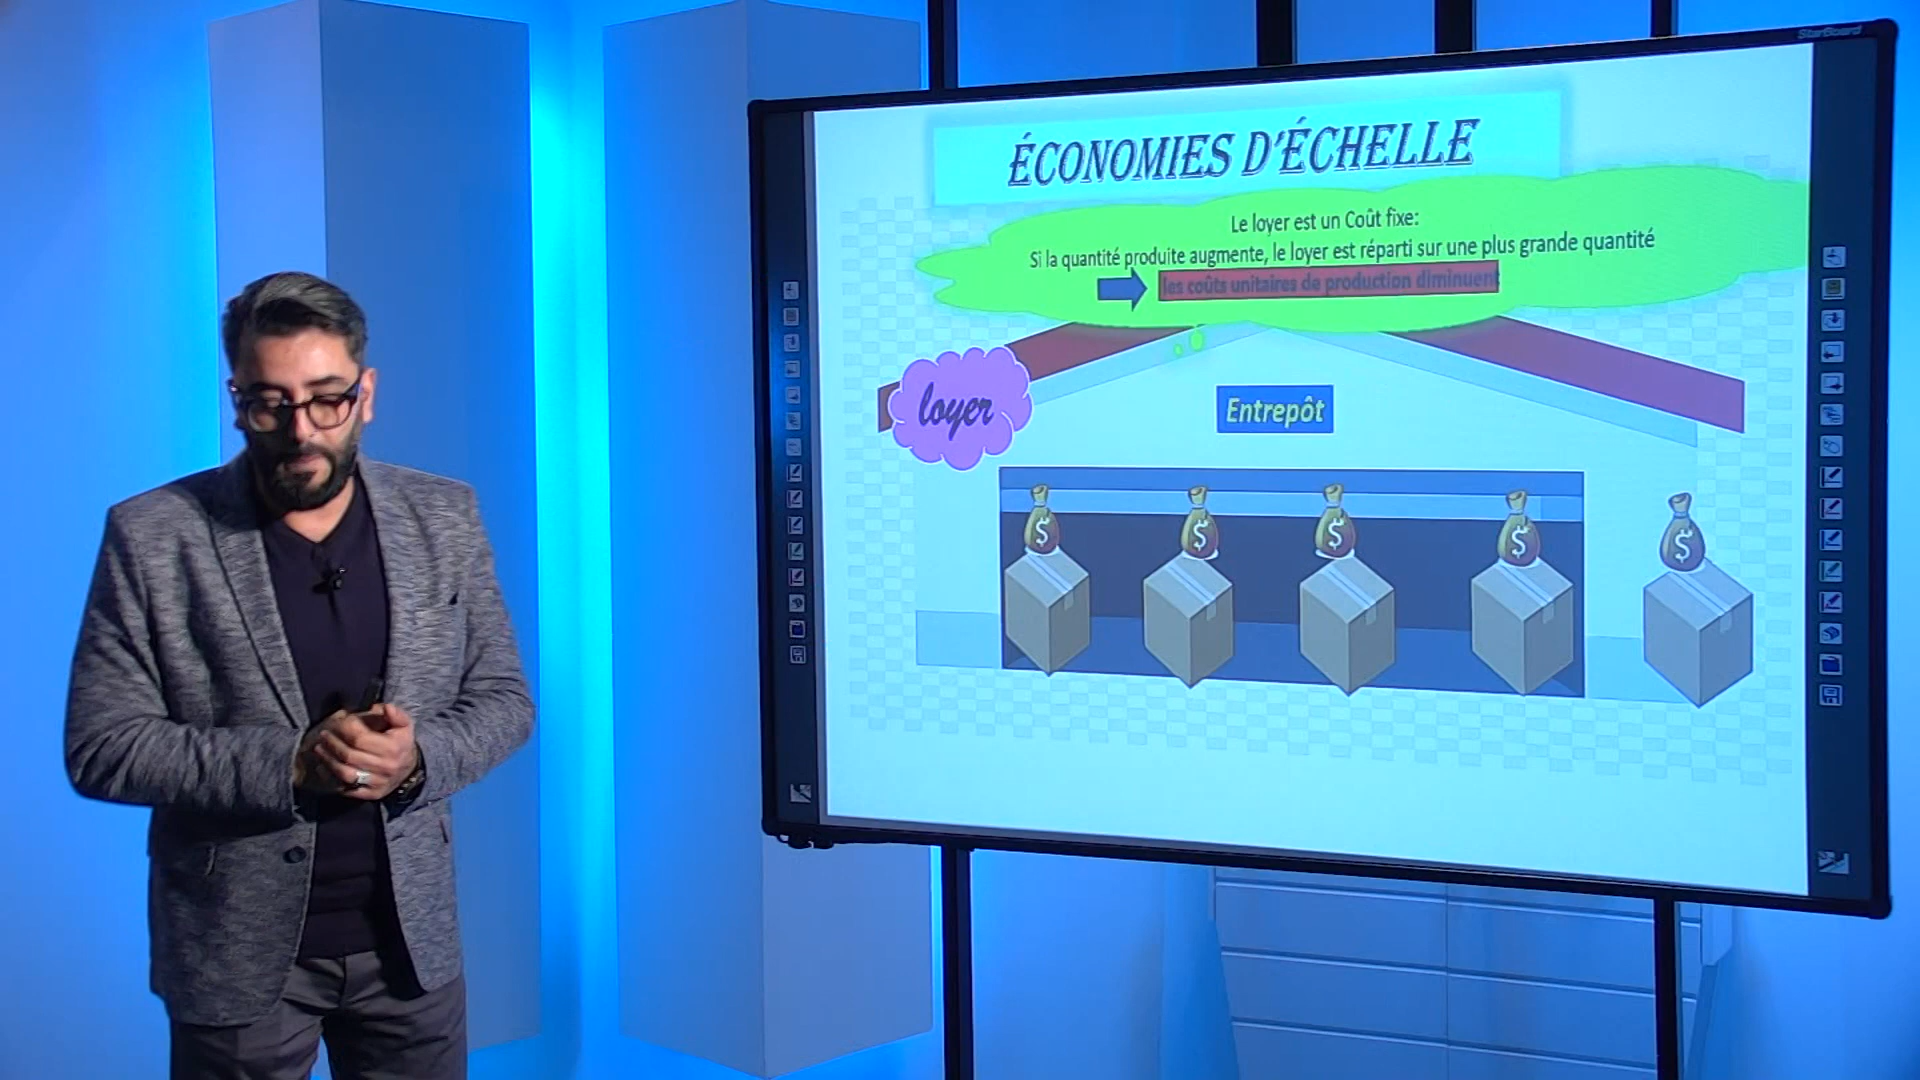 StarBoard
ÉCONOMIES D'ÉCHELLE
Le loyer est un Coût fixe:
Si la quantité produite augmente, le loyer est réparti sur une plus grande quantité
les coûts unitaires de production diminuent
loyer
Entrepôt
$ $ $ $ $